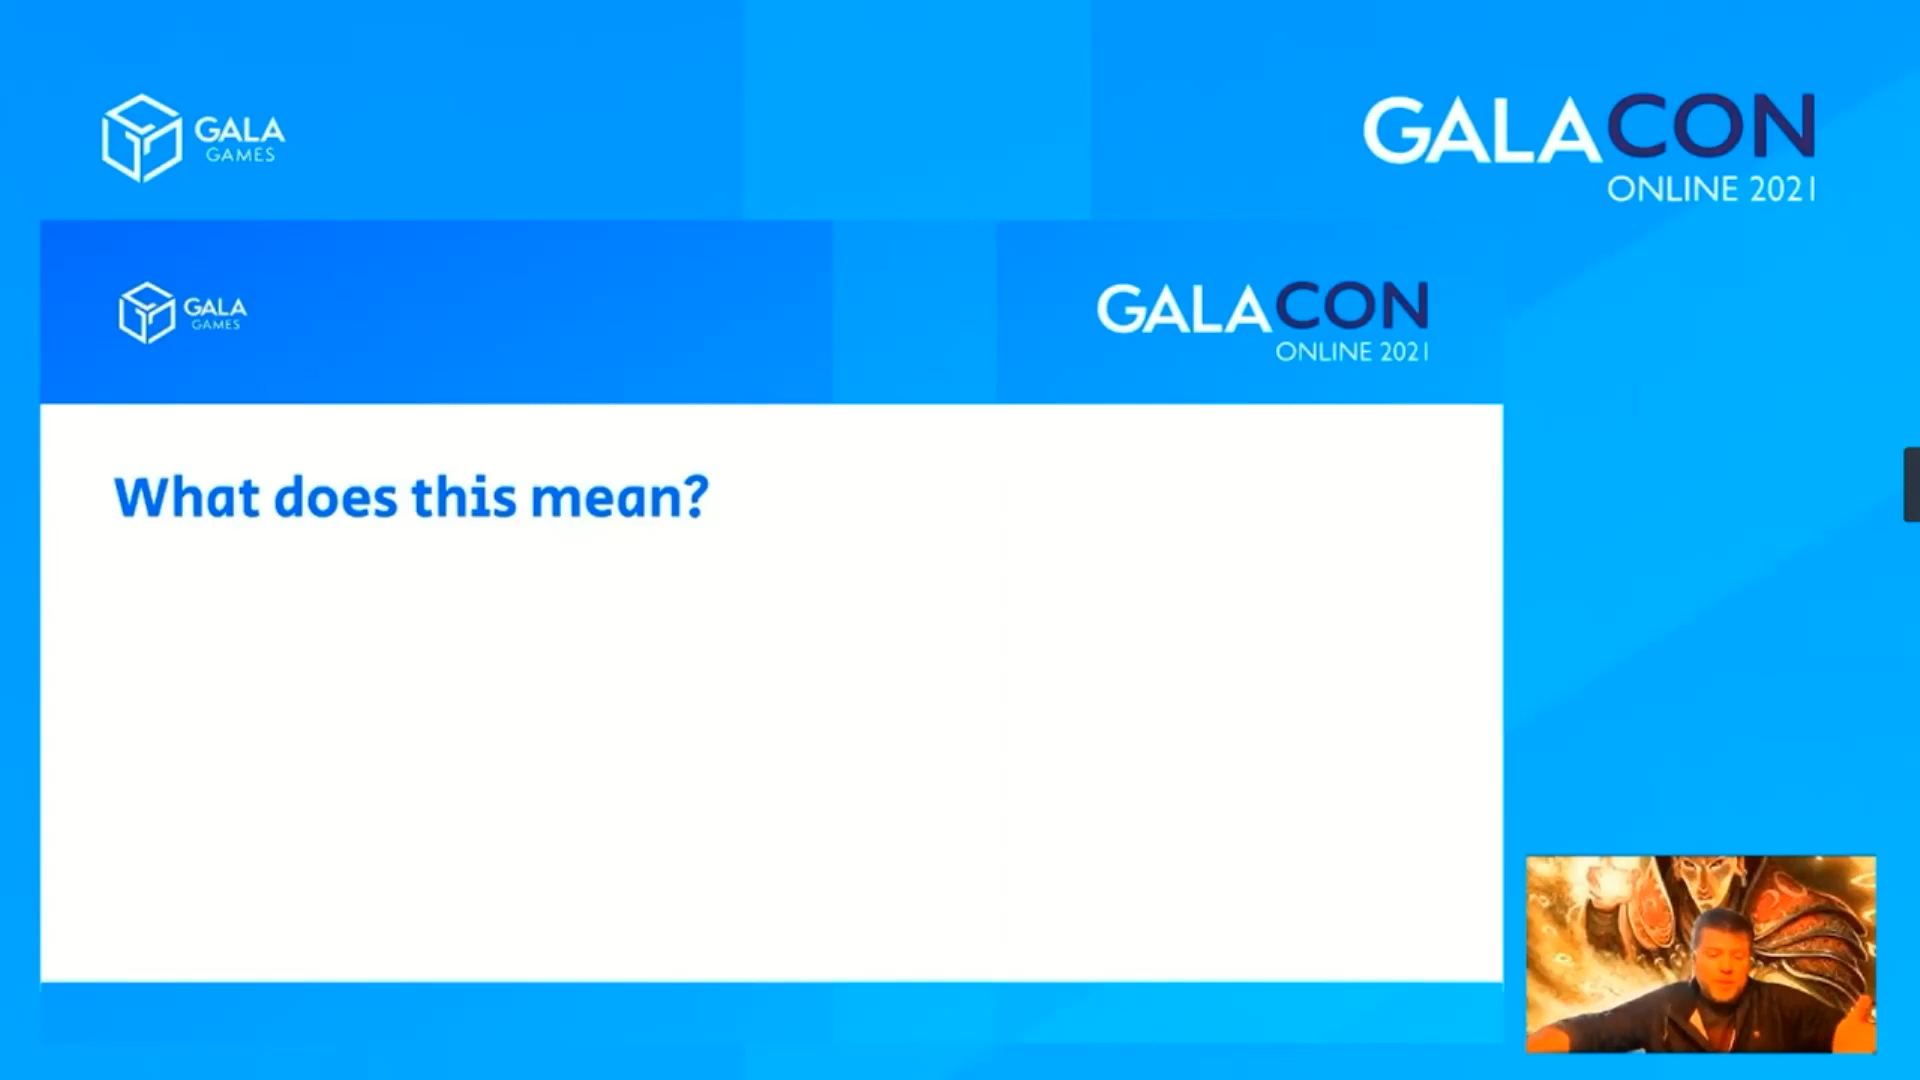 GALA
GAMES
GALACON
ONLINE 2021
GALA
GAMES
GALACON
ONLINE 2021
What does this mean?